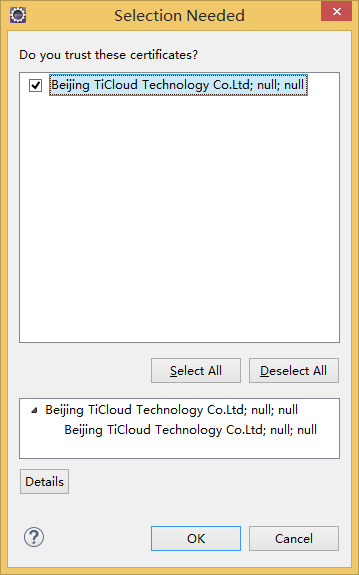 Selection Needed
Do you trust these certificates?
Beijing TiCloud Technology Co.Ltd; null; null
Select All
Deselect All
Beijing TiCloud Technology Co.Ltd; null; null
Beijing TiCloud Technology Co.Ltd; null; null
Details
?
OK
Cancel